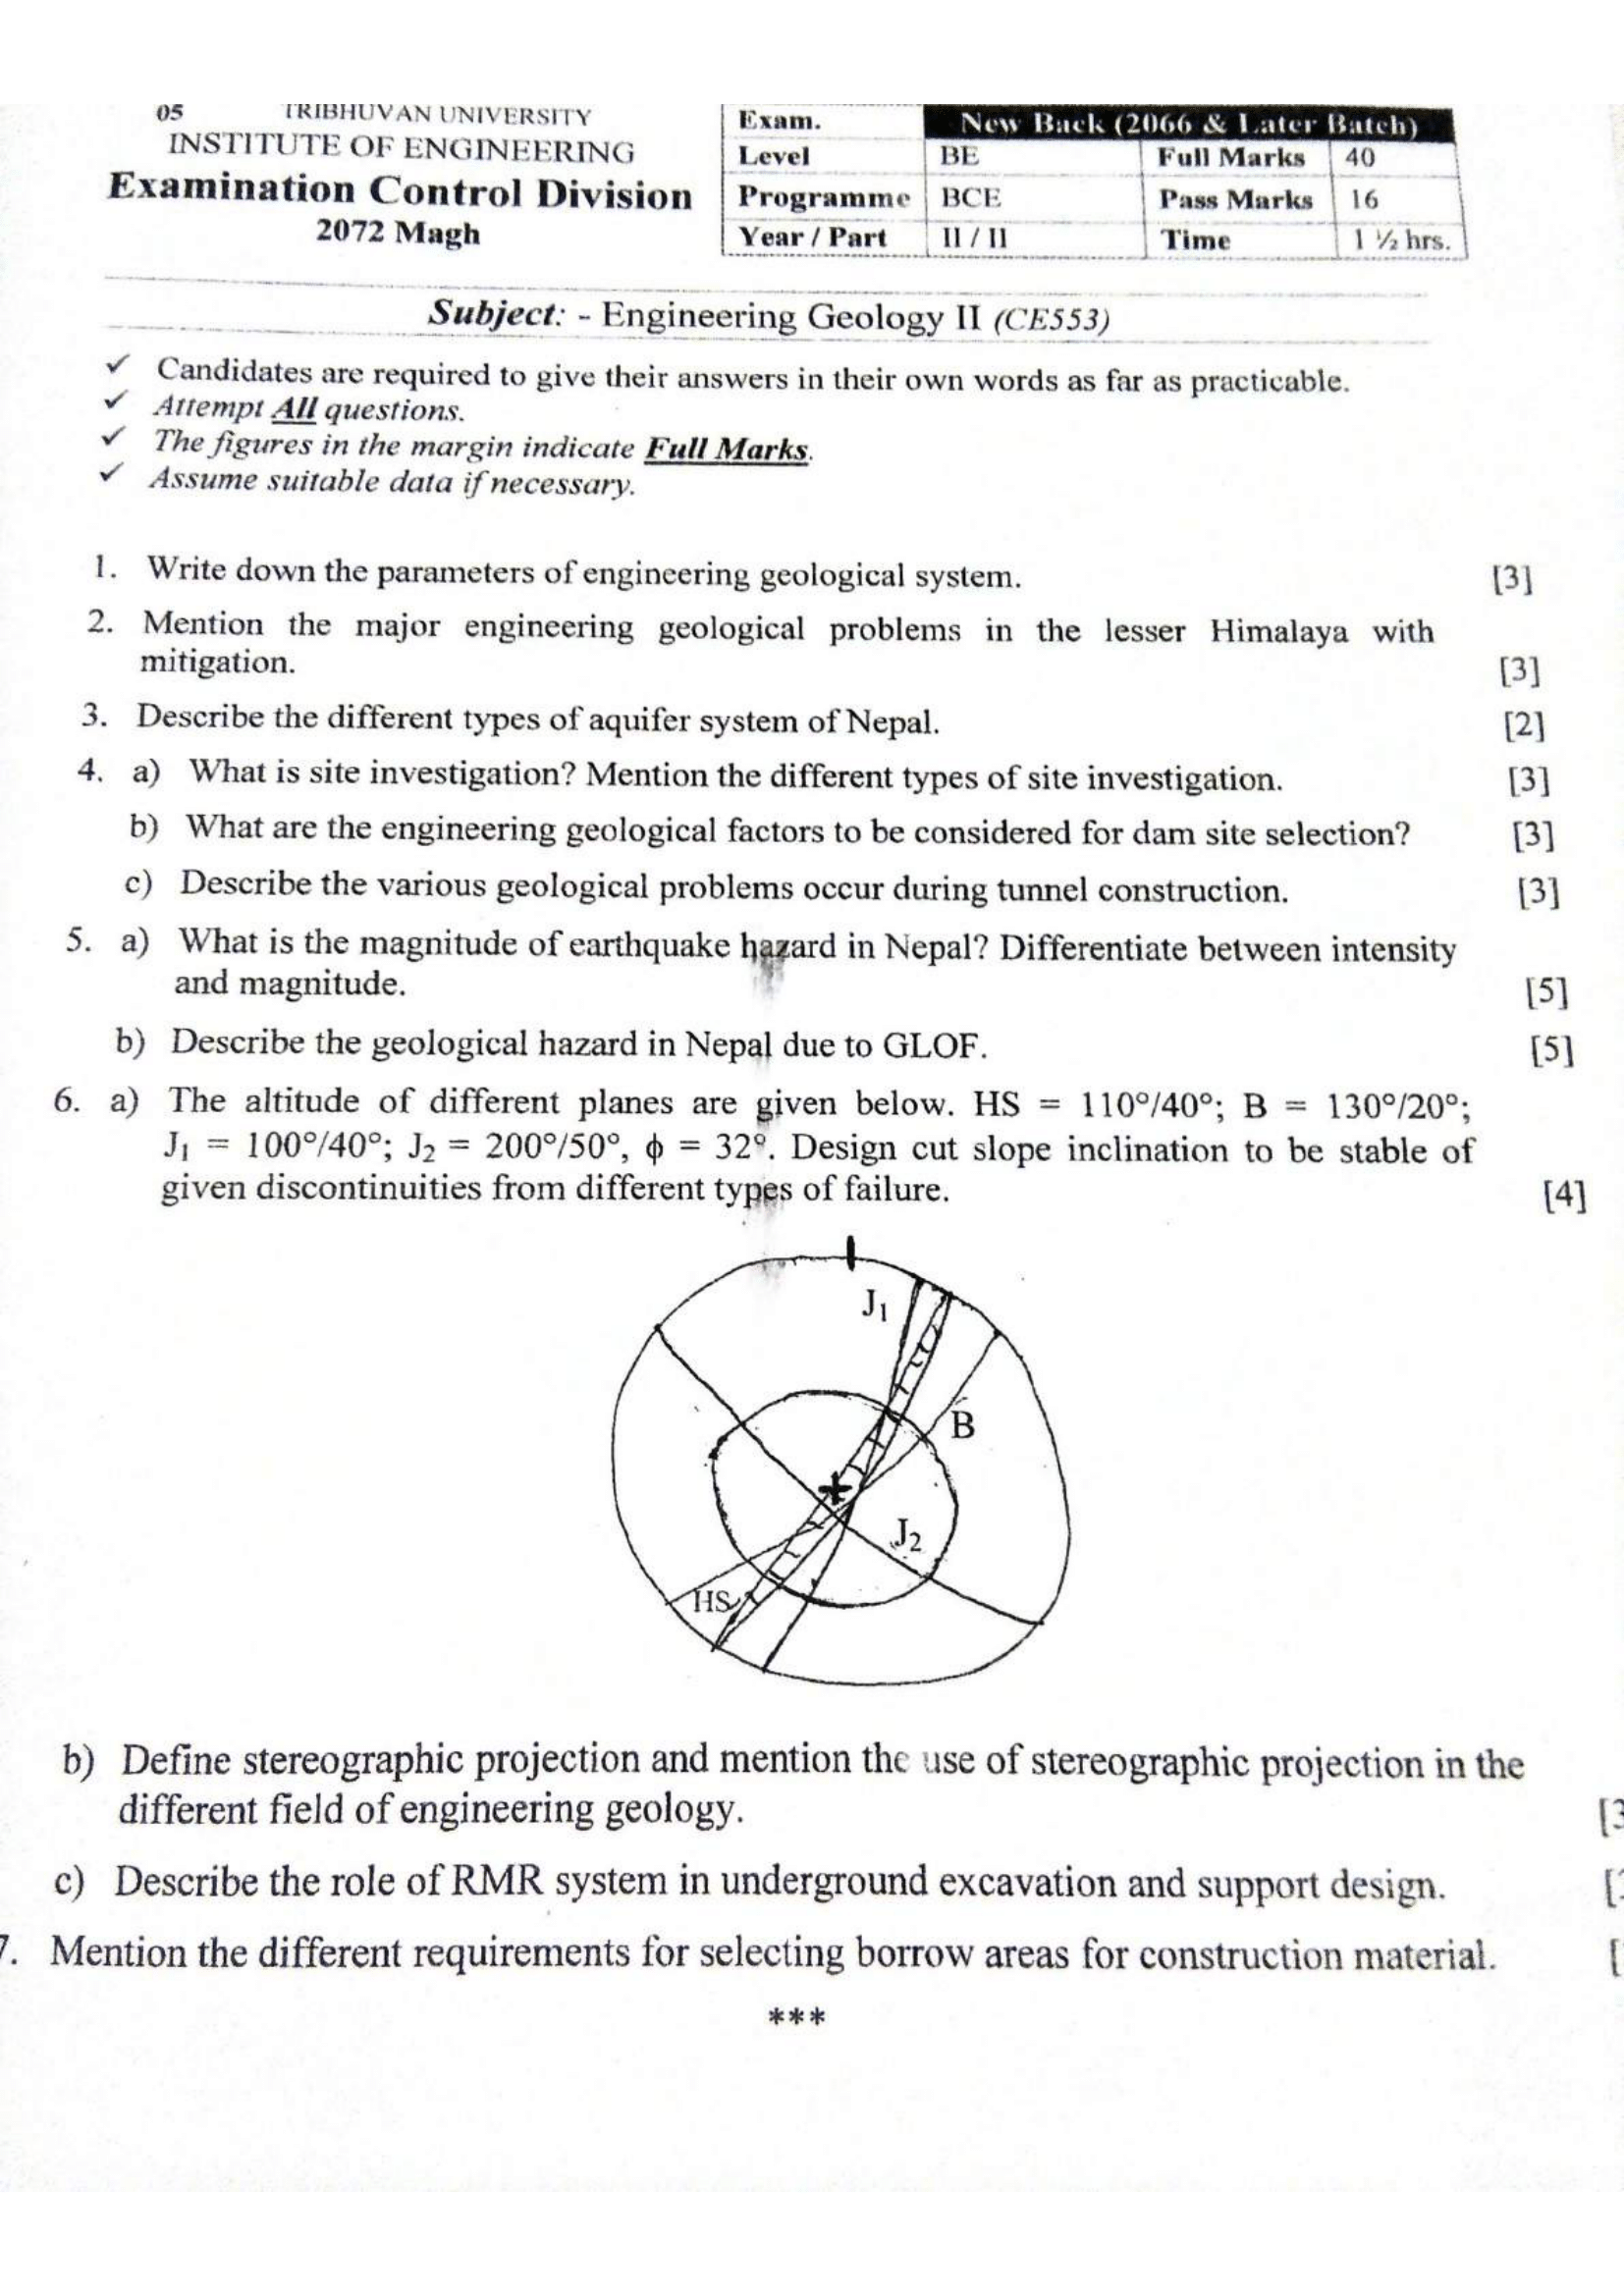 05 TRIBHUVAN UNIVERSITY
INSTITUTE OF ENGINEERING
Examination Control Division
2072 Magh
Exam. New Back (2066 & Later Batch)
Level BE Full Marks 40
Programme BCE Pass Marks 16
Year / Part II / II Time 1 ½ hrs.
Subject: - Engineering Geology II (CE553)
✓ Candidates are required to give their answers in their own words as far as practicable.
✓ Attempt All questions.
✓ The figures in the margin indicate Full Marks.
✓ Assume suitable data if necessary.
1. Write down the parameters of engineering geological system. [3]
2. Mention the major engineering geological problems in the lesser Himalaya with
mitigation. [3]
3. Describe the different types of aquifer system of Nepal. [2]
4. a) What is site investigation? Mention the different types of site investigation. [3]
b) What are the engineering geological factors to be considered for dam site selection? [3]
c) Describe the various geological problems occur during tunnel construction. [3]
5. a) What is the magnitude of earthquake hazard in Nepal? Differentiate between intensity
and magnitude. [5]
b) Describe the geological hazard in Nepal due to GLOF. [5]
6. a) The altitude of different planes are given below. HS = 110°/40°; B = 130°/20°;
J₁ = 100°/40°; J₂ = 200°/50°, ϕ = 32°. Design cut slope inclination to be stable of
given discontinuities from different types of failure. [4]
J₁
B
J₂
HS
b) Define stereographic projection and mention the use of stereographic projection in the
different field of engineering geology. [3
c) Describe the role of RMR system in underground excavation and support design. [
7. Mention the different requirements for selecting borrow areas for construction material. [
***